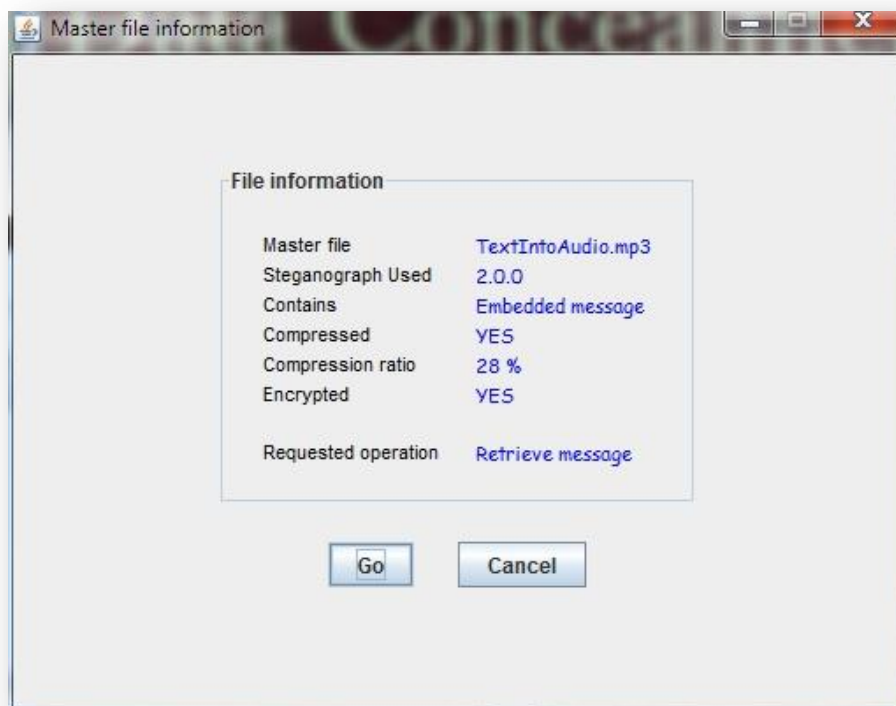 Master file information
File information
Master file TextIntoAudio.mp3
Steganograph Used 2.0.0
Contains Embedded message
Compressed YES
Compression ratio 28 %
Encrypted YES
Requested operation Retrieve message
Go Cancel